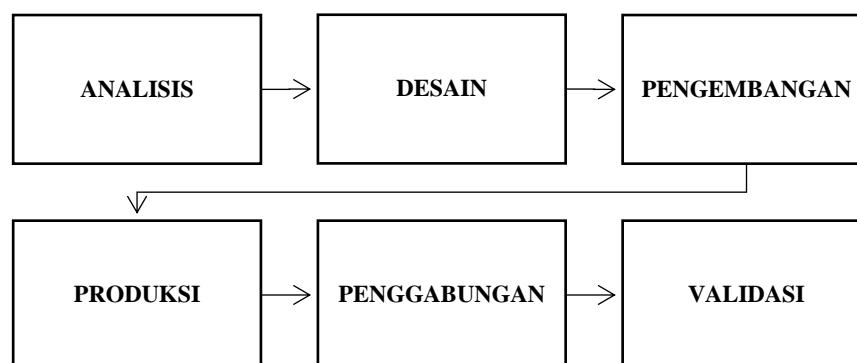 ANALISIS
DESAIN
PENGEMBANGAN
PRODUKSI
PENGGABUNGAN
VALIDASI